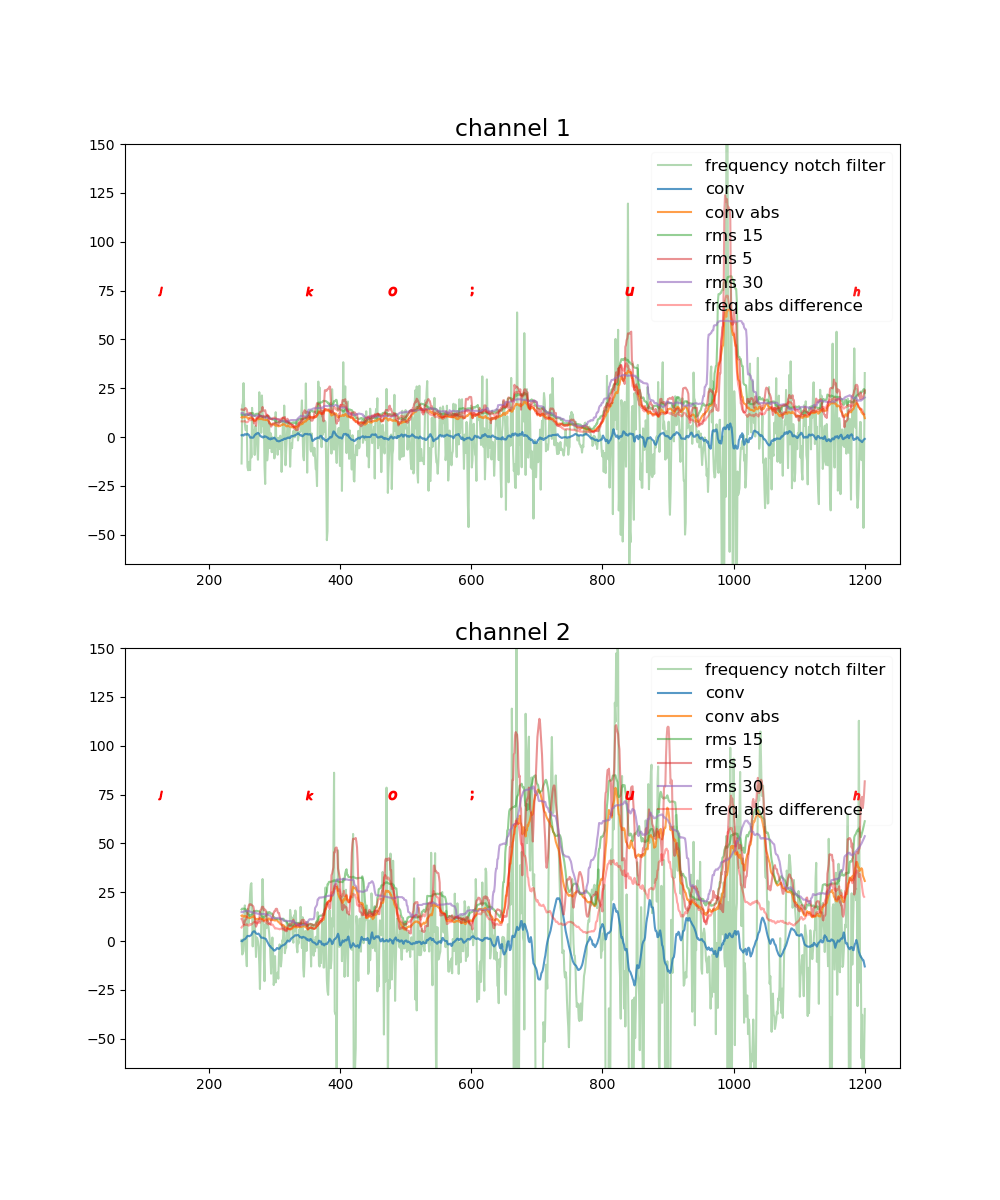 channel 1
150
125
100
75
50
25
0
−25
−50
frequency notch filter
conv
conv abs
rms 15
rms 5
rms 30
freq abs difference
J k o ; u h
200 400 600 800 1000 1200
channel 2
150
125
100
75
50
25
0
−25
−50
frequency notch filter
conv
conv abs
rms 15
rms 5
rms 30
freq abs difference
J k o ; u h
200 400 600 800 1000 1200